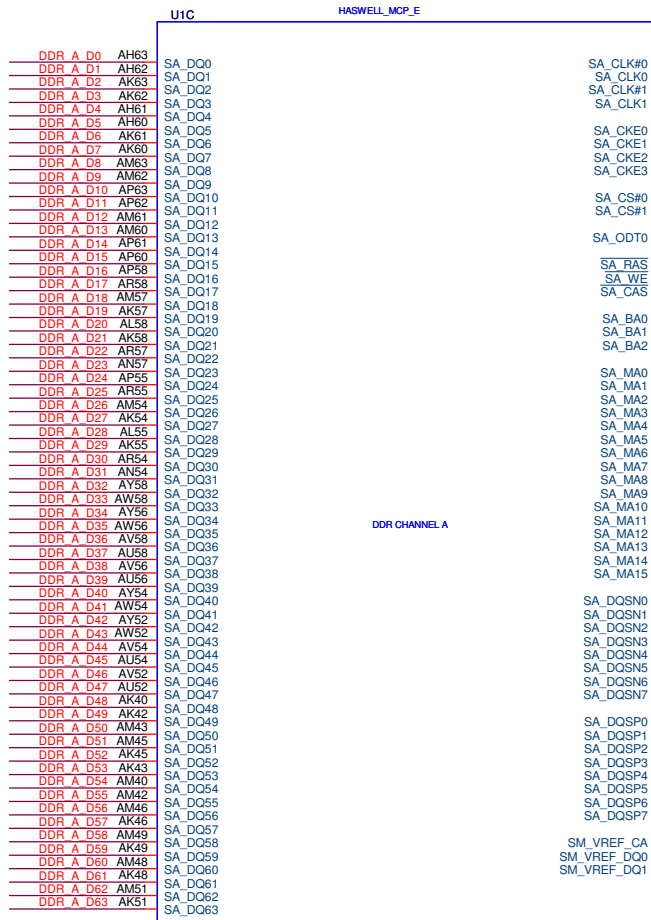 U1C
HASWELL_MCP_E
DDR_A_D0 AH63 SA_DQ0 SA_CLK#0
DDR_A_D1 AH62 SA_DQ1 SA_CLK0
DDR_A_D2 AK63 SA_DQ2 SA_CLK#1
DDR_A_D3 AK62 SA_DQ3 SA_CLK1
DDR_A_D4 AH61 SA_DQ4
DDR_A_D5 AH60 SA_DQ5 SA_CKE0
DDR_A_D6 AK61 SA_DQ6 SA_CKE1
DDR_A_D7 AK60 SA_DQ7 SA_CKE2
DDR_A_D8 AM63 SA_DQ8 SA_CKE3
DDR_A_D9 AM62 SA_DQ9
DDR_A_D10 AP63 SA_DQ10 SA_CS#0
DDR_A_D11 AP62 SA_DQ11 SA_CS#1
DDR_A_D12 AM61 SA_DQ12
DDR_A_D13 AM60 SA_DQ13 SA_ODT0
DDR_A_D14 AP61 SA_DQ14
DDR_A_D15 AP60 SA_DQ15 SA_RAS
DDR_A_D16 AP58 SA_DQ16 SA_WE
DDR_A_D17 AR58 SA_DQ17 SA_CAS
DDR_A_D18 AM57 SA_DQ18
DDR_A_D19 AK57 SA_DQ19 SA_BA0
DDR_A_D20 AL58 SA_DQ20 SA_BA1
DDR_A_D21 AK58 SA_DQ21 SA_BA2
DDR_A_D22 AR57 SA_DQ22
DDR_A_D23 AN57 SA_DQ23 SA_MA0
DDR_A_D24 AP55 SA_DQ24 SA_MA1
DDR_A_D25 AR55 SA_DQ25 SA_MA2
DDR_A_D26 AM54 SA_DQ26 SA_MA3
DDR_A_D27 AK54 SA_DQ27 SA_MA4
DDR_A_D28 AL55 SA_DQ28 SA_MA5
DDR_A_D29 AK55 SA_DQ29 SA_MA6
DDR_A_D30 AR54 SA_DQ30 SA_MA7
DDR_A_D31 AN54 SA_DQ31 SA_MA8
DDR_A_D32 AY58 SA_DQ32 SA_MA9
DDR_A_D33 AW58 SA_DQ33 SA_MA10
DDR_A_D34 AY56 SA_DQ34 SA_MA11
DDR CHANNEL A
DDR_A_D35 AW56 SA_DQ35 SA_MA12
DDR_A_D36 AV58 SA_DQ36 SA_MA13
DDR_A_D37 AU58 SA_DQ37 SA_MA14
DDR_A_D38 AV56 SA_DQ38 SA_MA15
DDR_A_D39 AU56 SA_DQ39
DDR_A_D40 AY54 SA_DQ40 SA_DQSN0
DDR_A_D41 AW54 SA_DQ41 SA_DQSN1
DDR_A_D42 AY52 SA_DQ42 SA_DQSN2
DDR_A_D43 AW52 SA_DQ43 SA_DQSN3
DDR_A_D44 AV54 SA_DQ44 SA_DQSN4
DDR_A_D45 AU54 SA_DQ45 SA_DQSN5
DDR_A_D46 AV52 SA_DQ46 SA_DQSN6
DDR_A_D47 AU52 SA_DQ47 SA_DQSN7
DDR_A_D48 AK40 SA_DQ48
DDR_A_D49 AK42 SA_DQ49 SA_DQSP0
DDR_A_D50 AM43 SA_DQ50 SA_DQSP1
DDR_A_D51 AM45 SA_DQ51 SA_DQSP2
DDR_A_D52 AK45 SA_DQ52 SA_DQSP3
DDR_A_D53 AK43 SA_DQ53 SA_DQSP4
DDR_A_D54 AM40 SA_DQ54 SA_DQSP5
DDR_A_D55 AM42 SA_DQ55 SA_DQSP6
DDR_A_D56 AM46 SA_DQ56 SA_DQSP7
DDR_A_D57 AK46 SA_DQ57
DDR_A_D58 AM49 SA_DQ58 SM_VREF_CA
DDR_A_D59 AK49 SA_DQ59 SM_VREF_DQ0
DDR_A_D60 AM48 SA_DQ60 SM_VREF_DQ1
DDR_A_D61 AK48 SA_DQ61
DDR_A_D62 AM51 SA_DQ62
DDR_A_D63 AK51 SA_DQ63